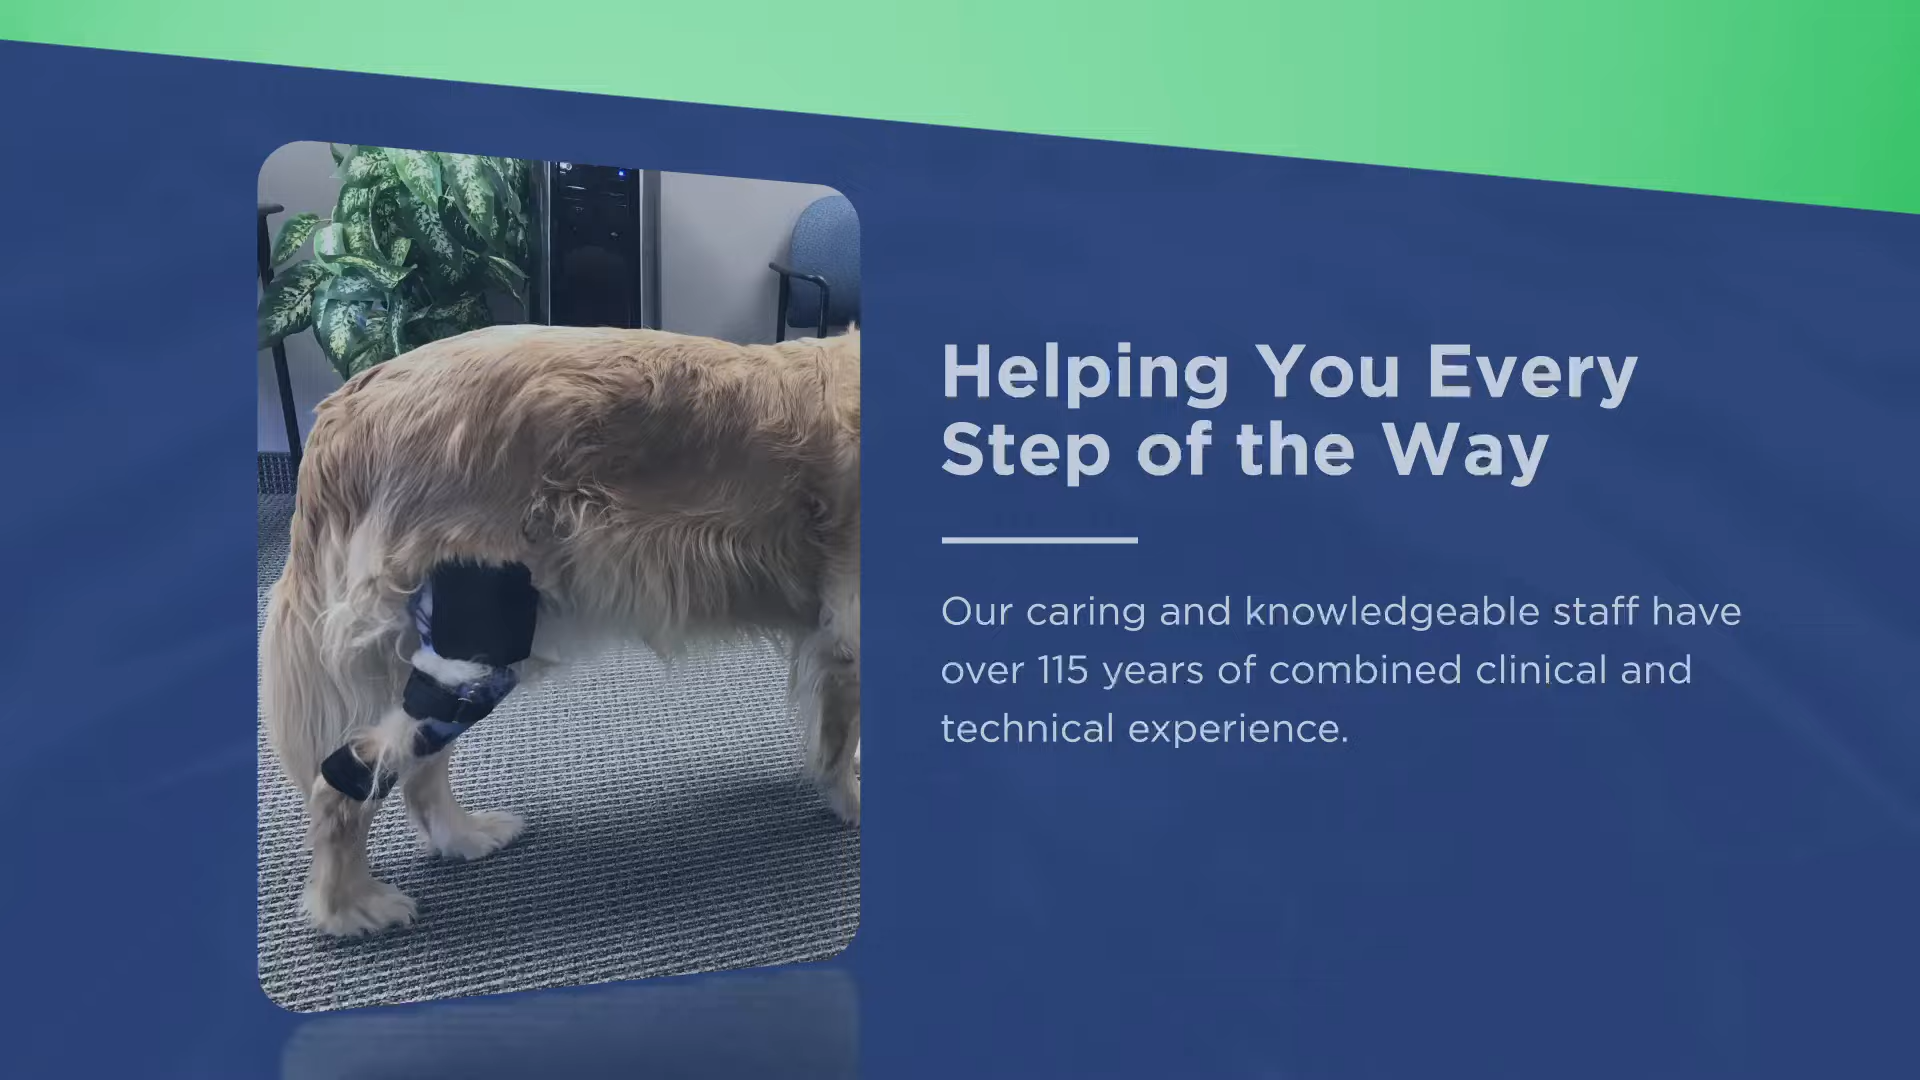 Helping You Every
Step of the Way
Our caring and knowledgeable staff have
over 115 years of combined clinical and
technical experience.